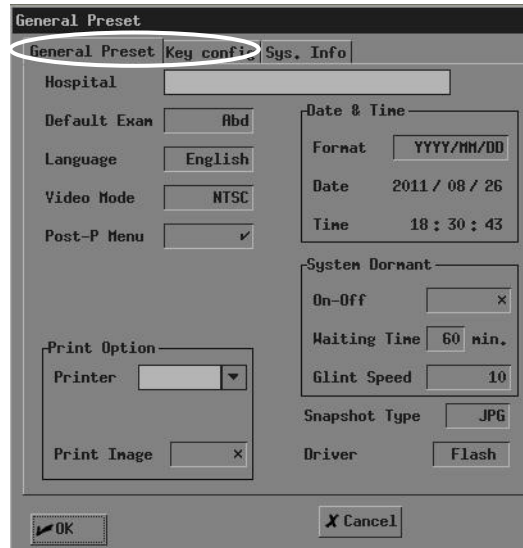 General Preset
General Preset Key config Sys. Info
Hospital
Default Exam Abd
Language English
Video Mode NTSC
Post-P Menu ✔
Print Option
Printer
Print Image ×
Date & Time
Format YYYY/MM/DD
Date 2011 / 08 / 26
Time 18 : 30 : 43
System Dormant
On-Off ×
Waiting Time 60 min.
Glint Speed 10
Snapshot Type JPG
Driver Flash
✔OK
✗ Cancel